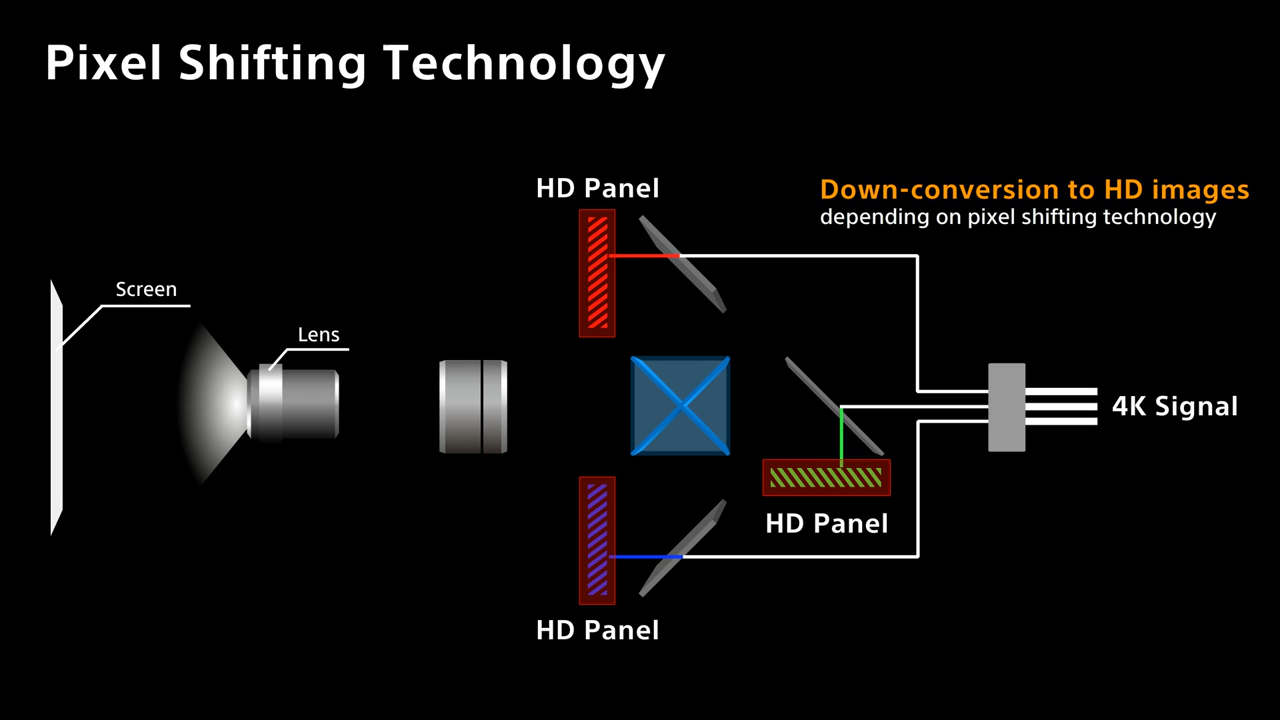 Pixel Shifting Technology
HD Panel
Down-conversion to HD images
depending on pixel shifting technology
Screen
Lens
4K Signal
HD Panel
HD Panel